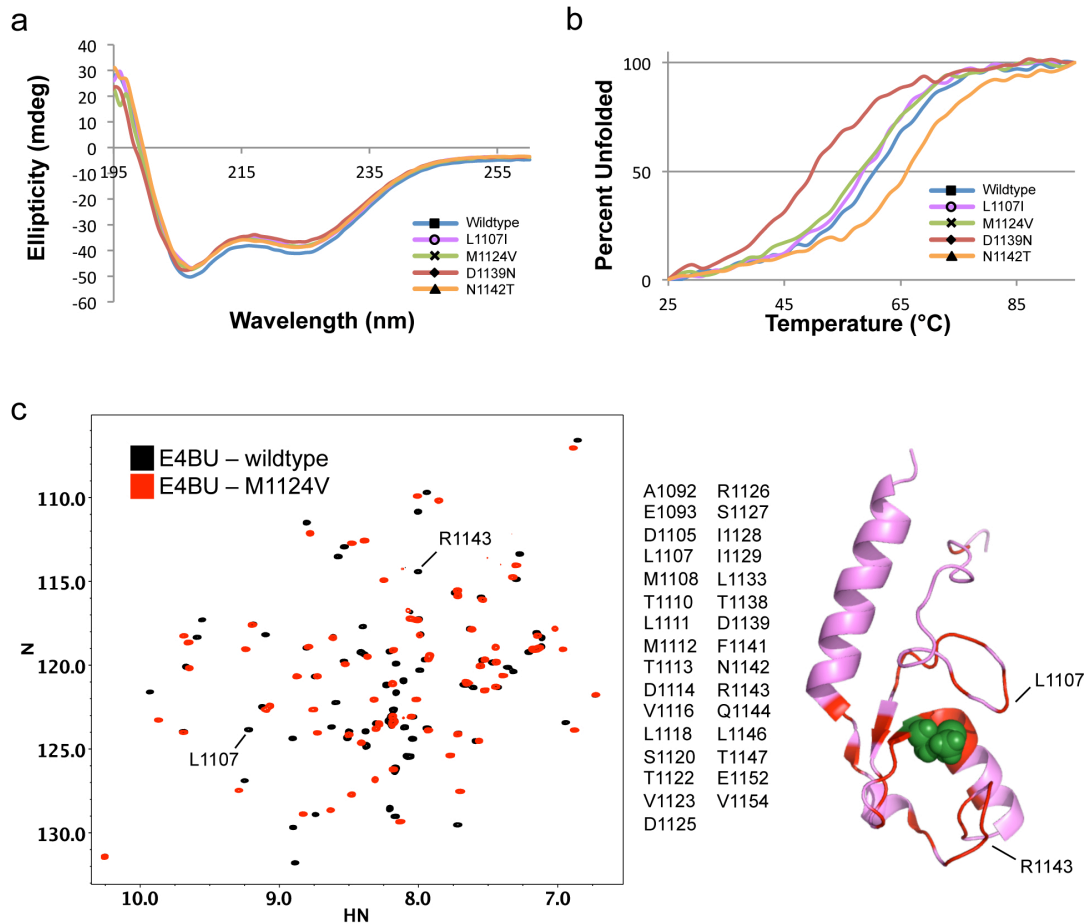 a
Ellipticity (mdeg)
40
30
20
10
0
-10
-20
-30
-40
-50
-60
195
215
235
255
Wavelength (nm)
Wildtype
L1107I
M1124V
D1139N
N1142T
b
Percent Unfolded
100
50
0
25
45
65
85
Temperature (°C)
Wildtype
L1107I
M1124V
D1139N
N1142T
c
E4BU – wildtype
E4BU – M1124V
N
110.0
115.0
120.0
125.0
130.0
R1143
L1107
10.0
9.0
8.0
7.0
HN
A1092 R1126
E1093 S1127
D1105 I1128
L1107 I1129
M1108 L1133
T1110 T1138
L1111 D1139
M1112 F1141
T1113 N1142
D1114 R1143
V1116 Q1144
L1118 L1146
S1120 T1147
T1122 E1152
V1123 V1154
D1125
L1107
R1143